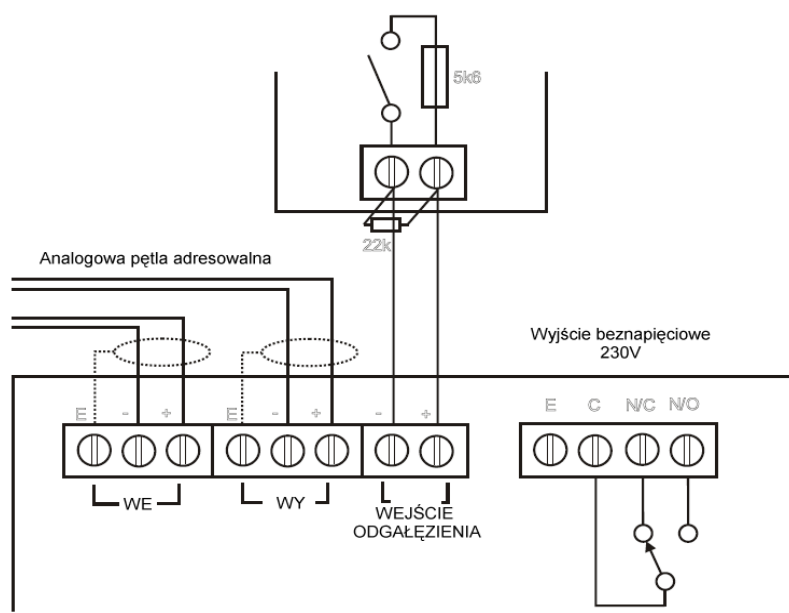 5k6
22k
Analogowa pętla adresowalna
Wyjście beznapięciowe
230V
E - + E - + - + E C N/C N/O
WE WY WEJŚCIE
ODGAŁĘZIENIA